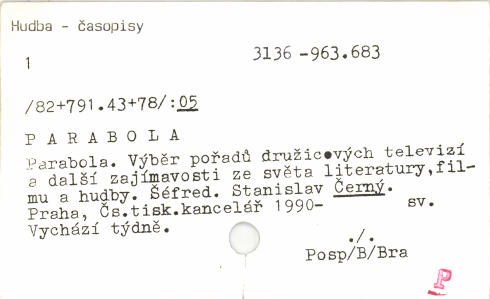 Hudba - časopisy
3136 -963.683
1
/82+791.43+78/:05
P A R A B O L A
Parabola. Výběr pořadů družicových televizí
a další zajímavosti ze světa literatury,fil-
mu a hudby. Šéfred. Stanislav Černý.
Praha, Čs.tisk.kancelář 1990- sv.
Vychází týdně.
./.
Posp/B/Bra
P